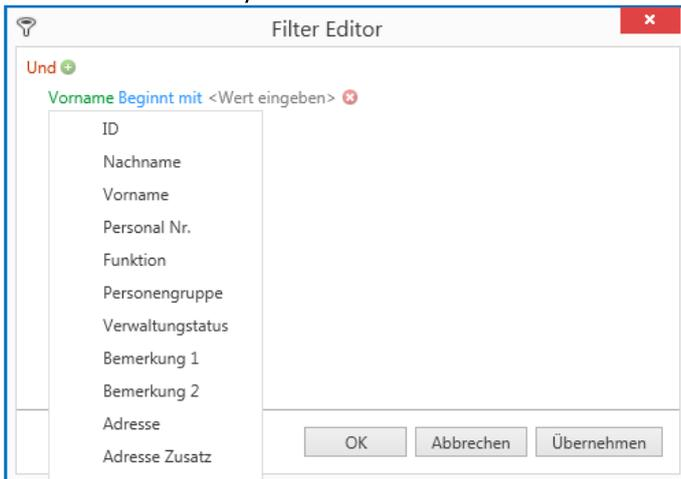 Filter Editor
Und
Vorname Beginnt mit <Wert eingeben>
ID
Nachname
Vorname
Personal Nr.
Funktion
Personengruppe
Verwaltungstatus
Bemerkung 1
Bemerkung 2
Adresse
Adresse Zusatz
OK Abbrechen Übernehmen